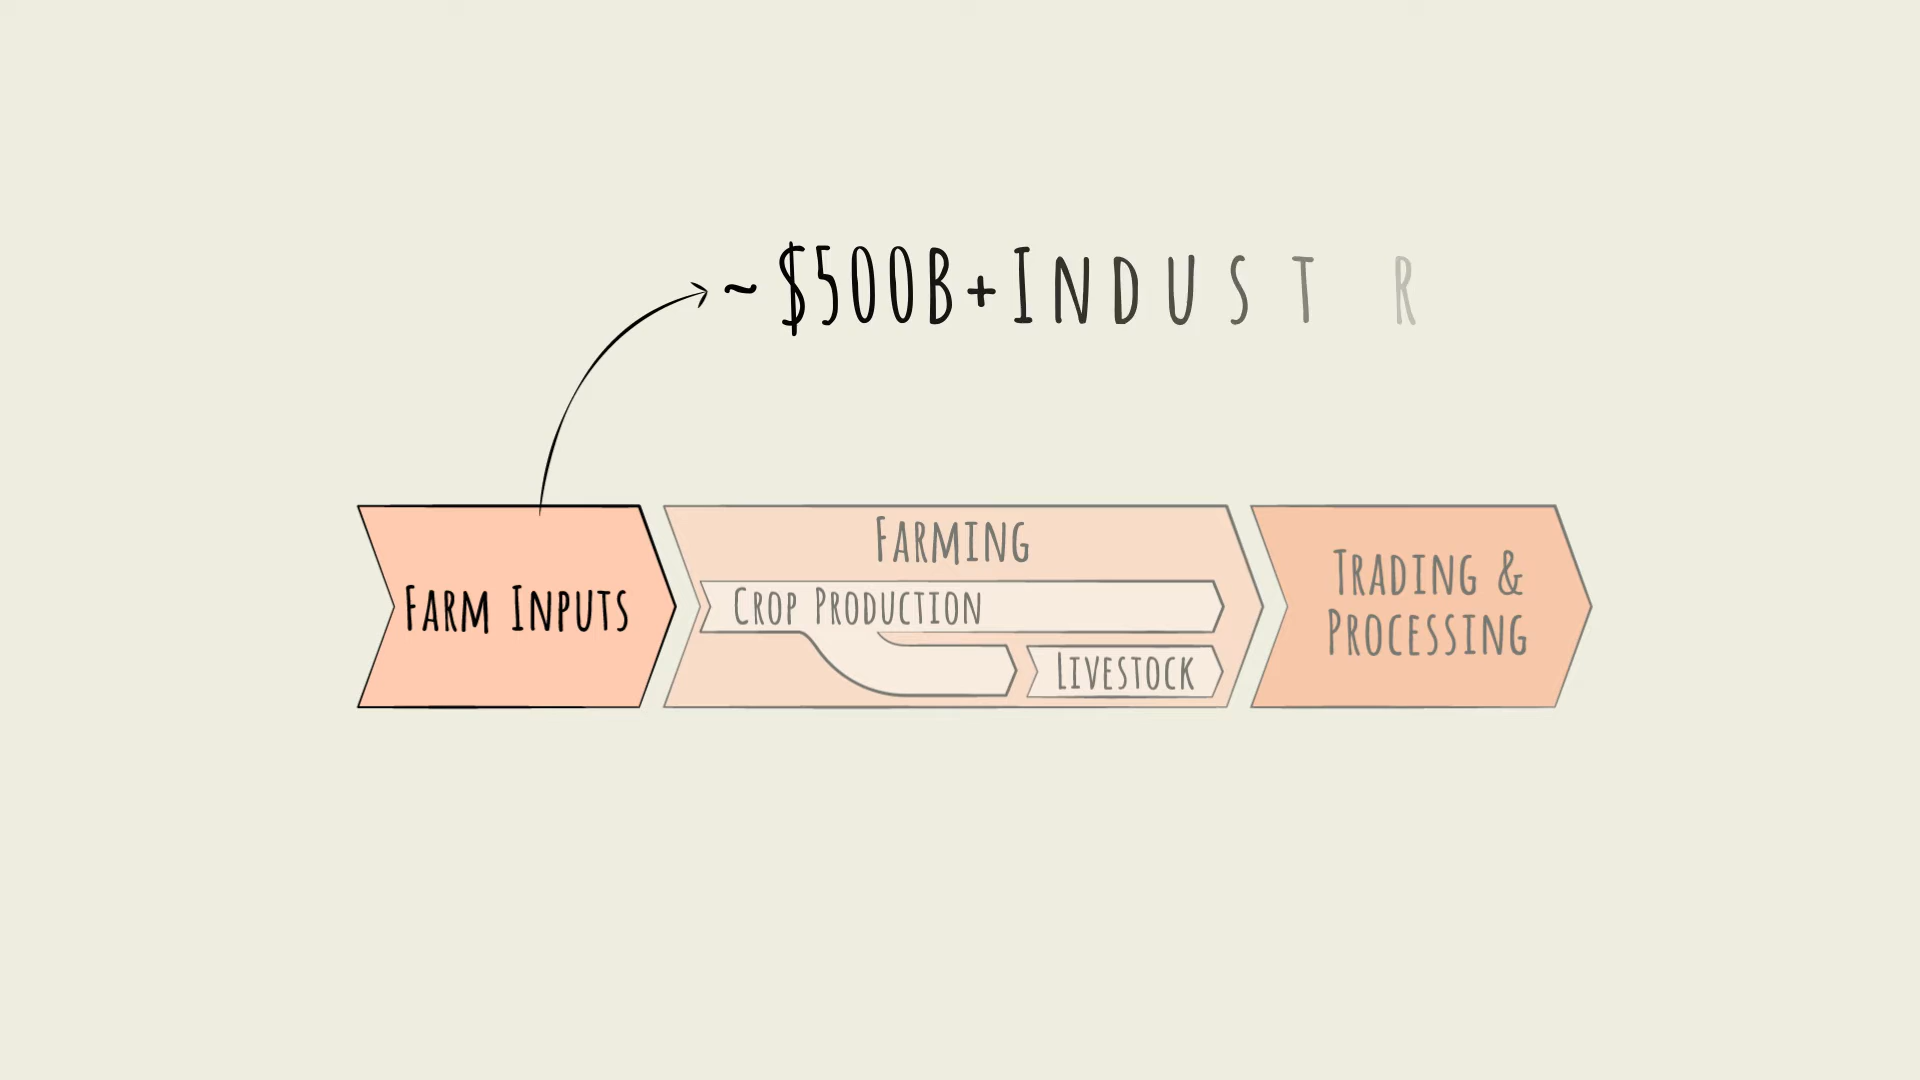 ~ $500B+ Industr
Farm Inputs
Farming
Crop Production
Livestock
Trading &
Processing